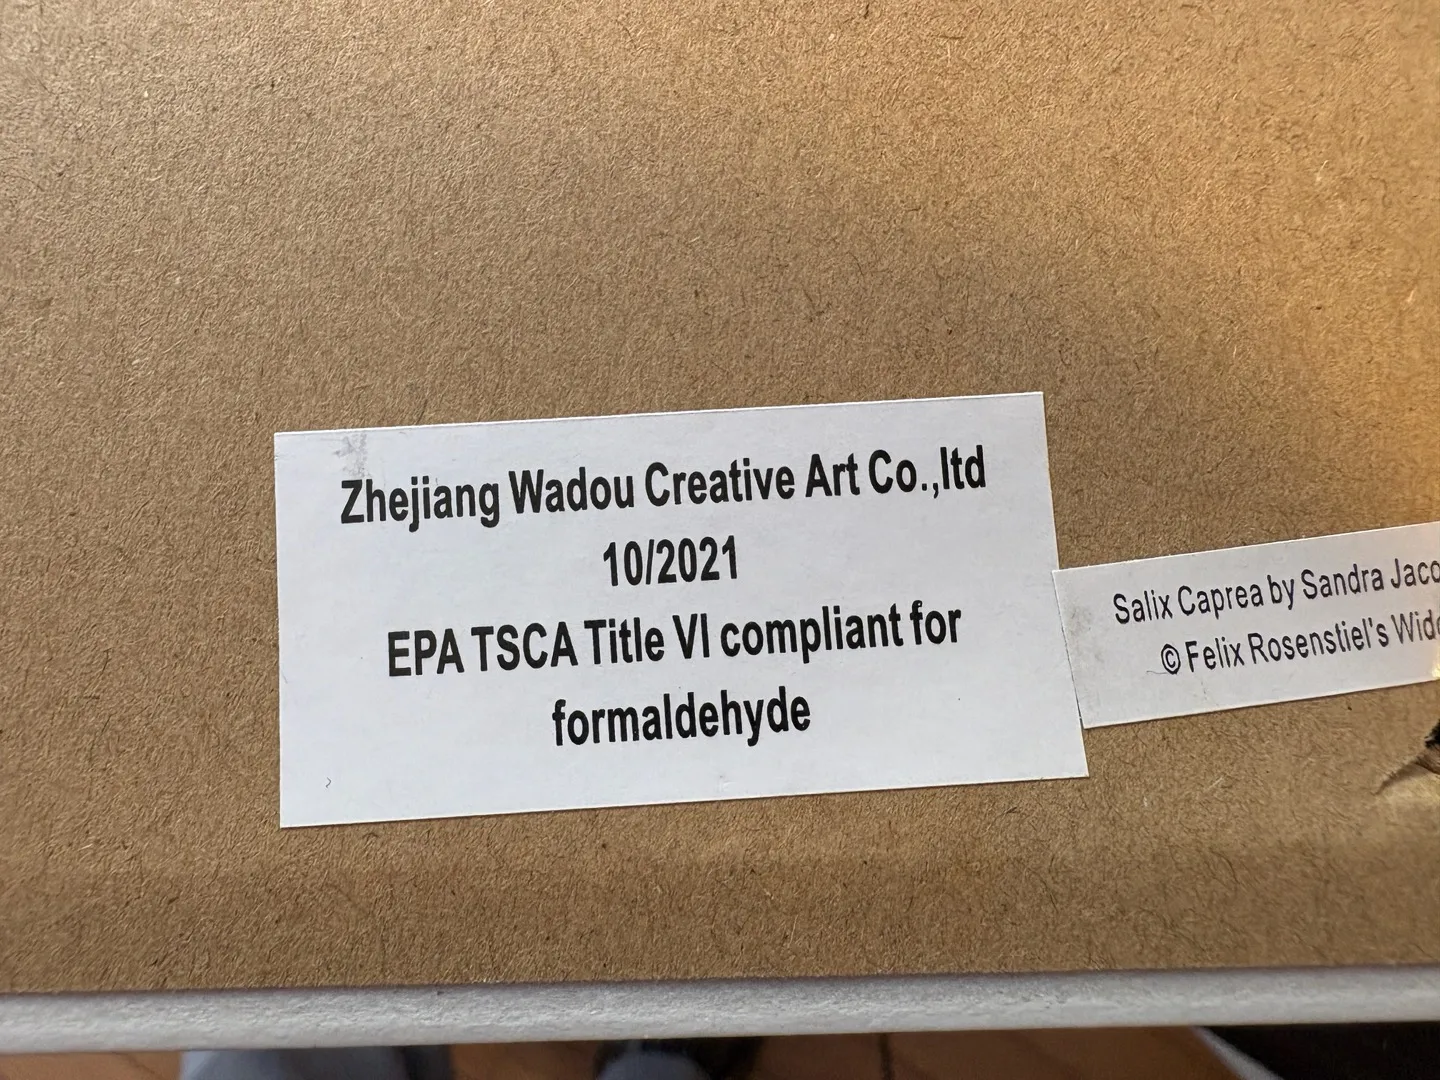 Zhejiang Wadou Creative Art Co.,ltd
10/2021
EPA TSCA Title VI compliant for
formaldehyde
Salix Caprea by Sandra
© Felix Rosenstiel's